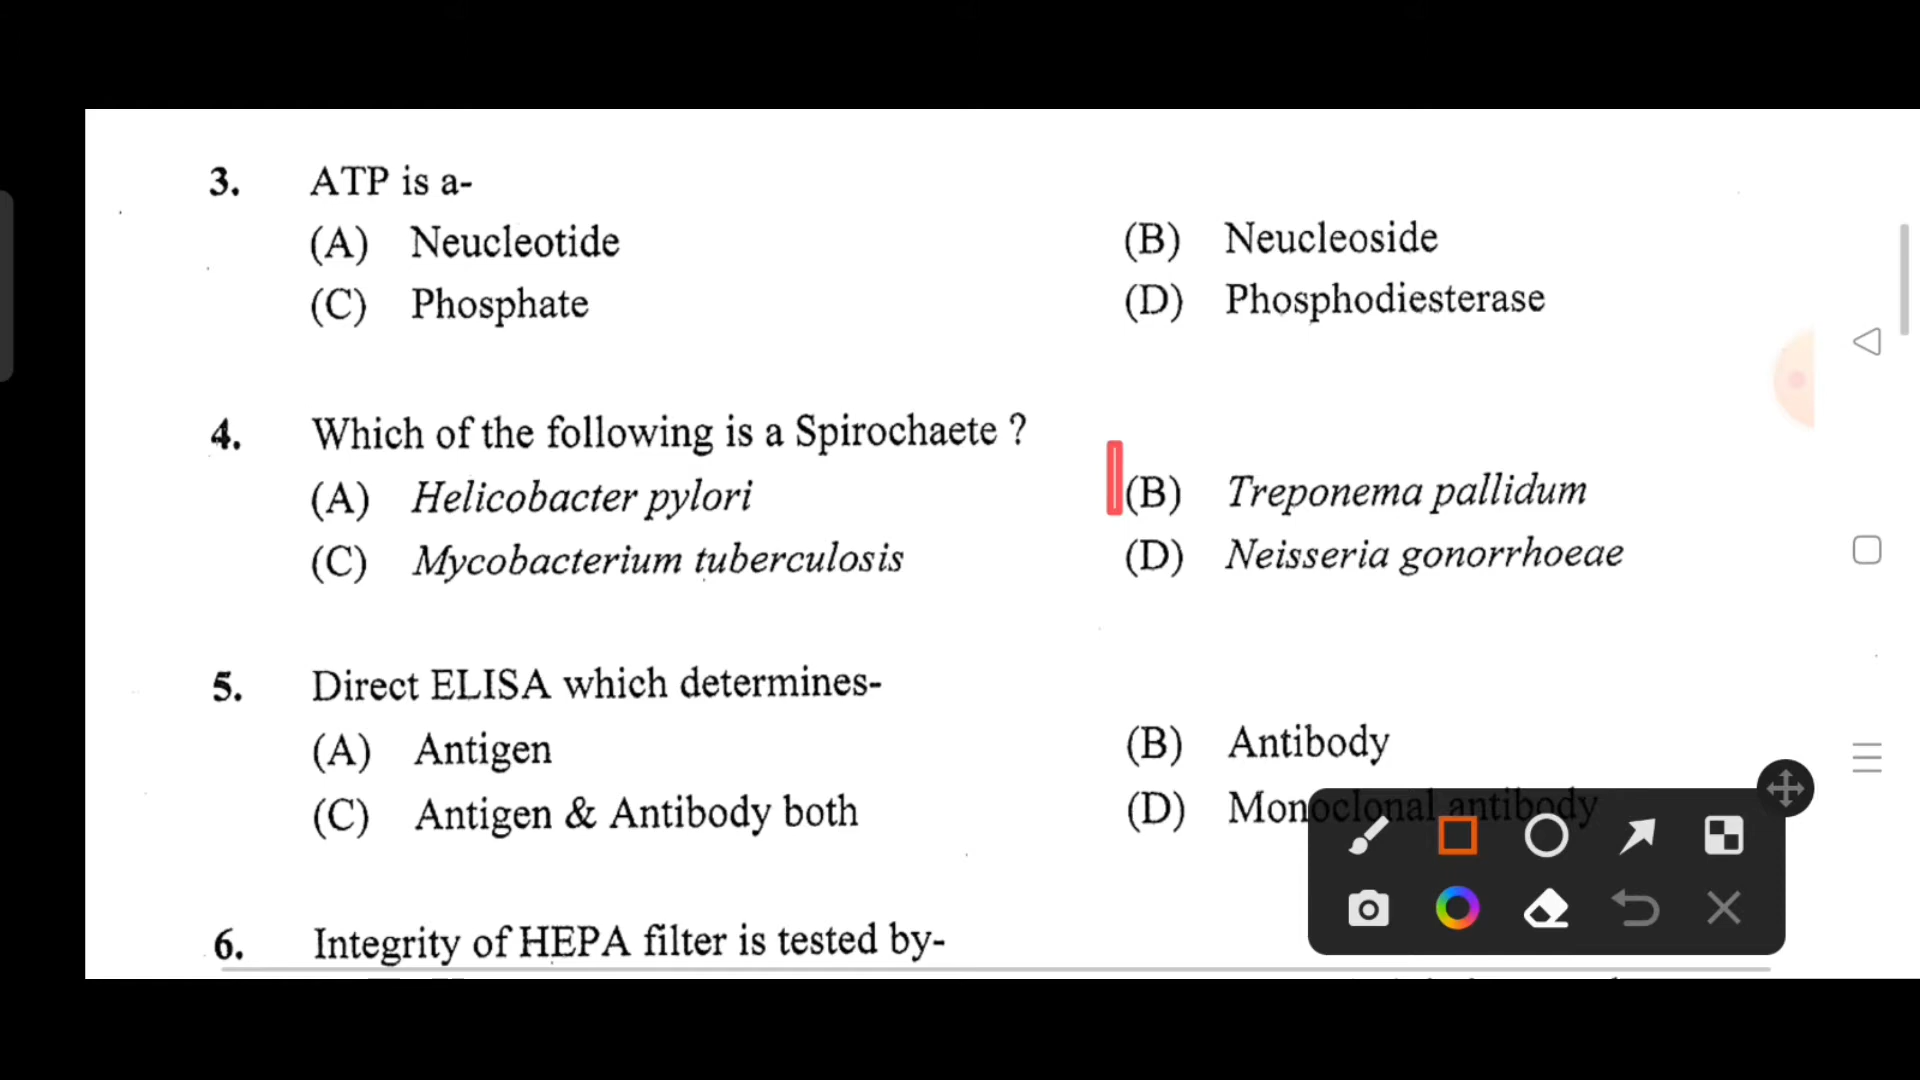 3. ATP is a-
(A) Neucleotide (B) Neucleoside
(C) Phosphate (D) Phosphodiesterase
4. Which of the following is a Spirochaete ?
(A) Helicobacter pylori (B) Treponema pallidum
(C) Mycobacterium tuberculosis (D) Neisseria gonorrhoeae
5. Direct ELISA which determines-
(A) Antigen (B) Antibody
(C) Antigen & Antibody both (D) Monoclonal antibody
6. Integrity of HEPA filter is tested by-